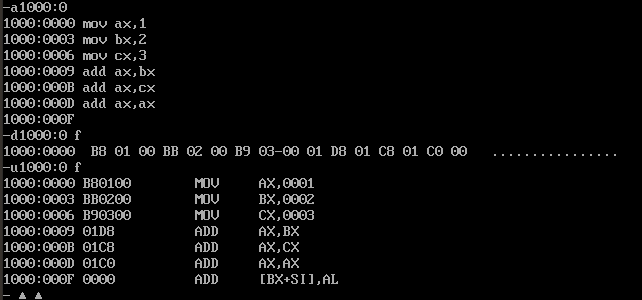 -a1000:0
1000:0000 mov ax,1
1000:0003 mov bx,2
1000:0006 mov cx,3
1000:0009 add ax,bx
1000:000B add ax,cx
1000:000D add ax,ax
1000:000F
-d1000:0 f
1000:0000  B8 01 00 BB 02 00 B9 03-00 01 D8 01 C8 01 C0 00   ................
-u1000:0 f
1000:0000 B80100        MOV     AX,0001
1000:0003 BB0200        MOV     BX,0002
1000:0006 B90300        MOV     CX,0003
1000:0009 01D8          ADD     AX,BX
1000:000B 01C8          ADD     AX,CX
1000:000D 01C0          ADD     AX,AX
1000:000F 0000          ADD     [BX+SI],AL
- ▲ ▲